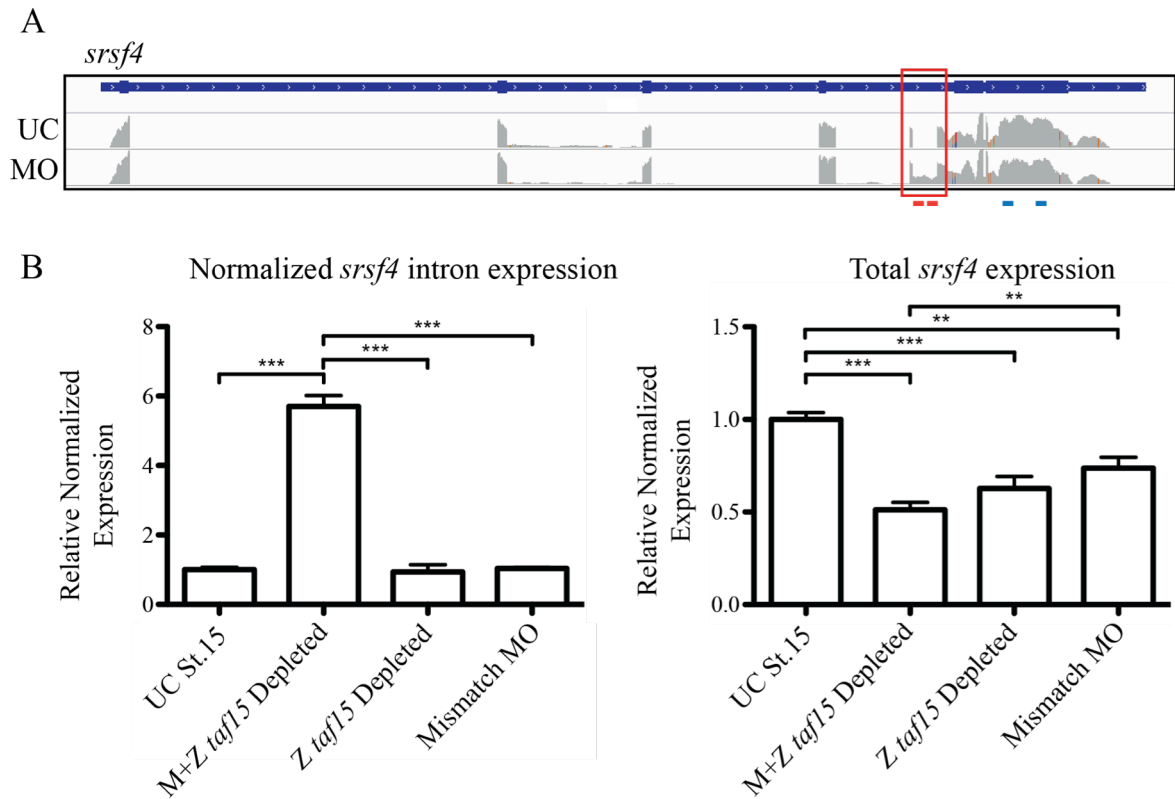 A
srsf4
UC
MO
B
Normalized srsf4 intron expression
Relative Normalized
Expression
8
6
4
2
0
***
***
***
UC St.15
M+Z taf15 Depleted
Z taf15 Depleted
Mismatch MO
Total srsf4 expression
Relative Normalized
Expression
1.5
1.0
0.5
0.0
**
**
***
***
UC St.15
M+Z taf15 Depleted
Z taf15 Depleted
Mismatch MO